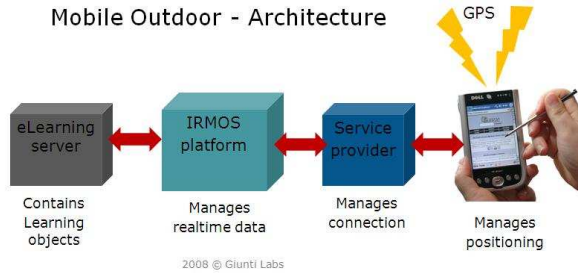 Mobile Outdoor - Architecture
GPS
eLearning
server
IRMOS
platform
Service
provider
DELL
Contains
Learning
objects
Manages
realtime data
Manages
connection
Manages
positioning
2008 © Giunti Labs